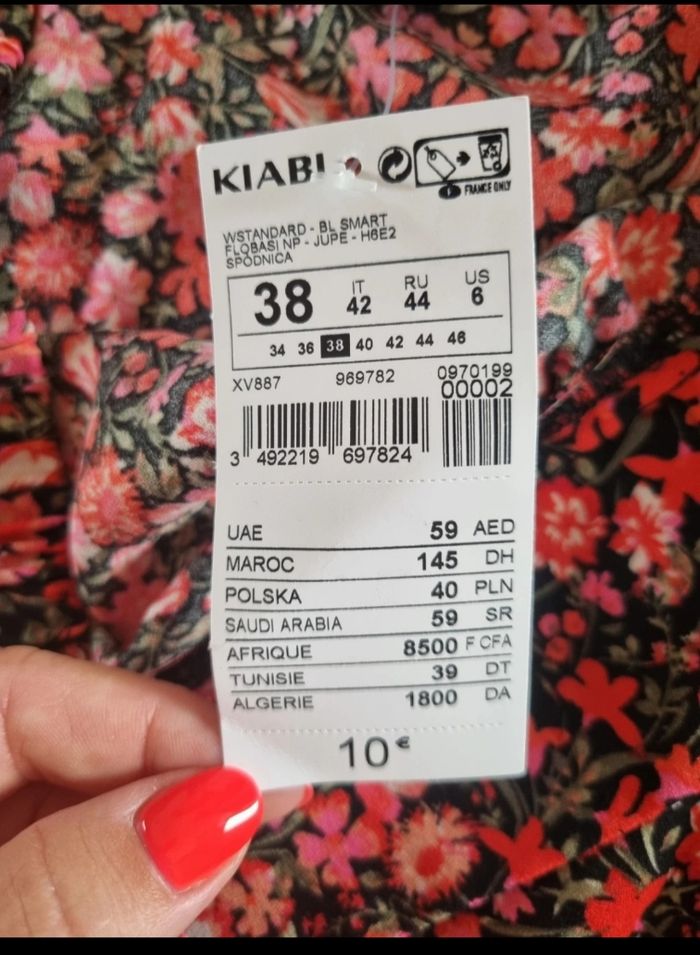 KIABI
FRANCE ONLY
WSTANDARD - BL SMART
FLOBASI NP - JUPE - H6E2
SPODNICA
38 IT 42 RU 44 US 6
34 36 38 40 42 44 46
XV887 969782 0970199
00002
3 492219 697824
UAE 59 AED
MAROC 145 DH
POLSKA 40 PLN
SAUDI ARABIA 59 SR
AFRIQUE 8500 F CFA
TUNISIE 39 DT
ALGERIE 1800 DA
10 €